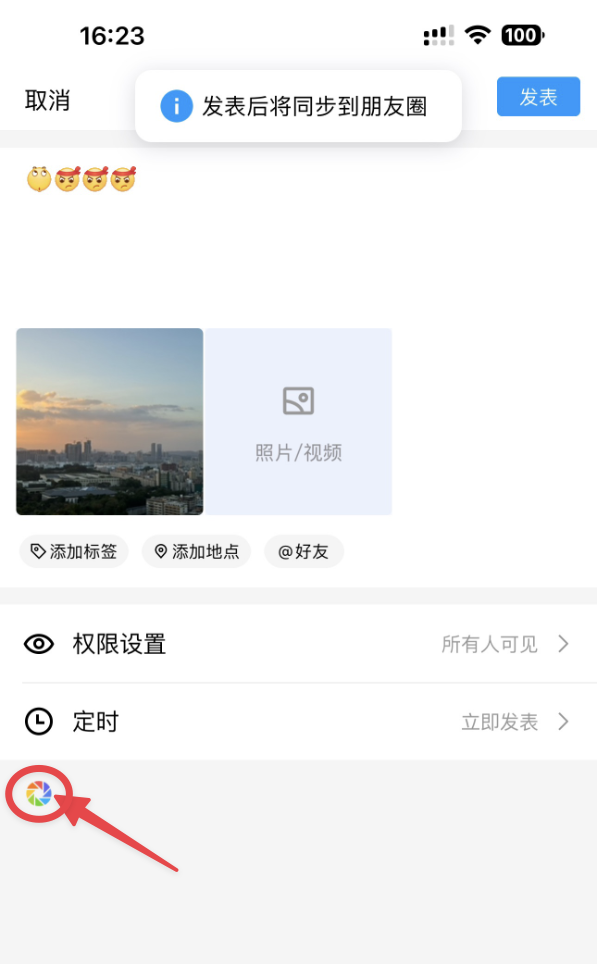 16:23
100
取消
发表后将同步到朋友圈
发表
照片/视频
添加标签
添加地点
@好友
权限设置
所有人可见
定时
立即发表